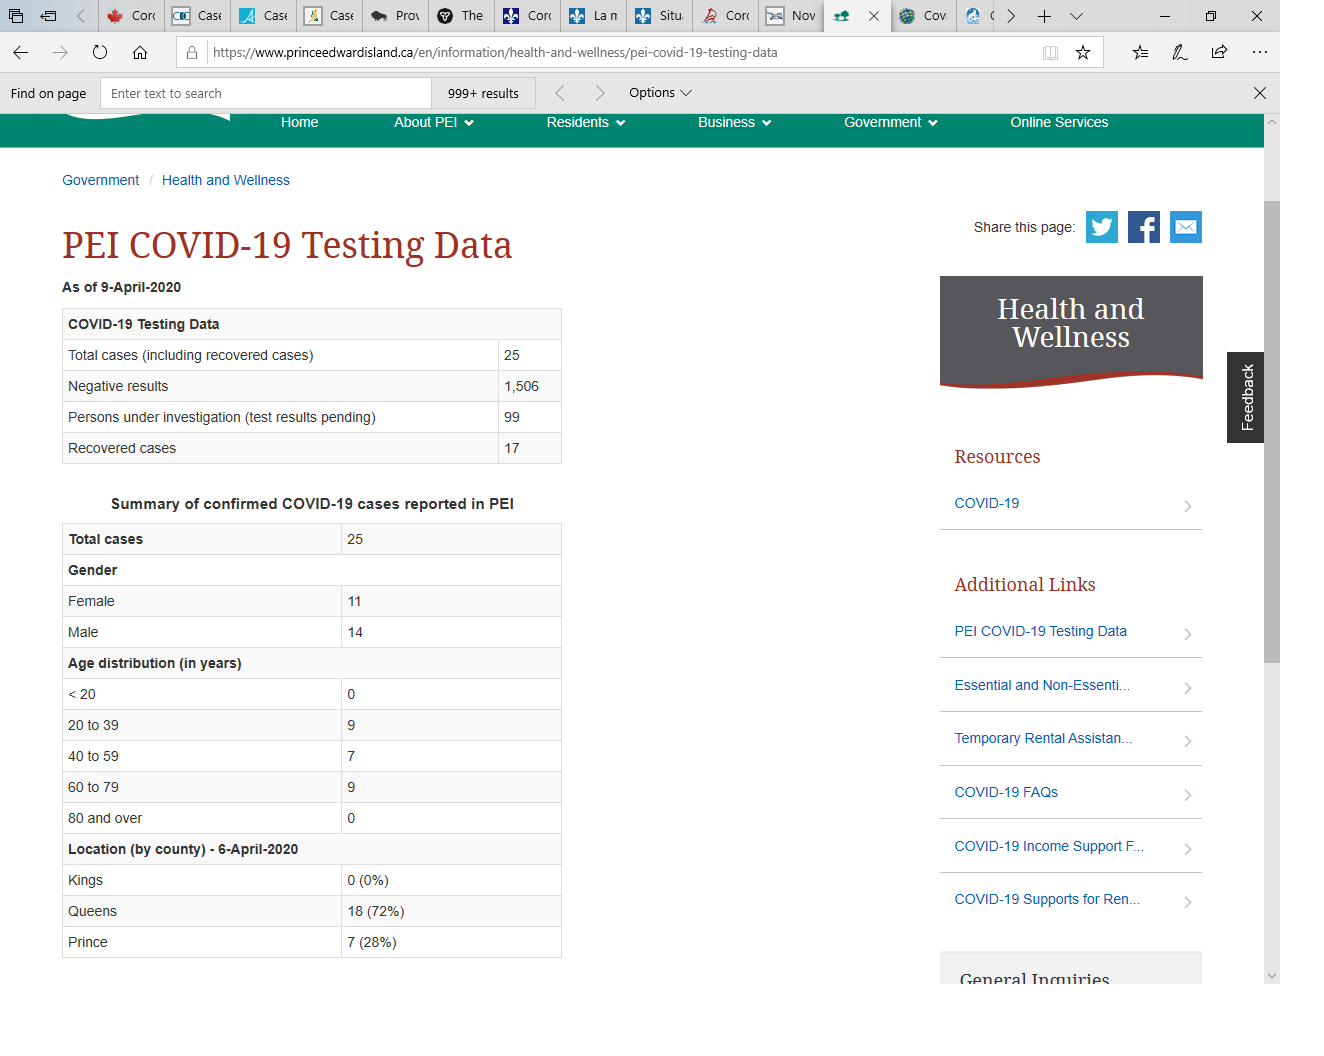 Corc
Case
Case
Case
Prov
The
Corc
La m
Situ
Corc
Nov
Covi
https://www.princeedwardisland.ca/en/information/health-and-wellness/pei-covid-19-testing-data
Find on page Enter text to search 999+ results Options
Home About PEI Residents Business Government Online Services
Government / Health and Wellness
Share this page:
PEI COVID-19 Testing Data
As of 9-April-2020
COVID-19 Testing Data
Total cases (including recovered cases) 25
Negative results 1,506
Persons under investigation (test results pending) 99
Recovered cases 17
Summary of confirmed COVID-19 cases reported in PEI
Total cases 25
Gender
Female 11
Male 14
Age distribution (in years)
< 20 0
20 to 39 9
40 to 59 7
60 to 79 9
80 and over 0
Location (by county) - 6-April-2020
Kings 0 (0%)
Queens 18 (72%)
Prince 7 (28%)
Health and
Wellness
Feedback
Resources
COVID-19
Additional Links
PEI COVID-19 Testing Data
Essential and Non-Essenti...
Temporary Rental Assistan...
COVID-19 FAQs
COVID-19 Income Support F...
COVID-19 Supports for Ren...
General Inquiries